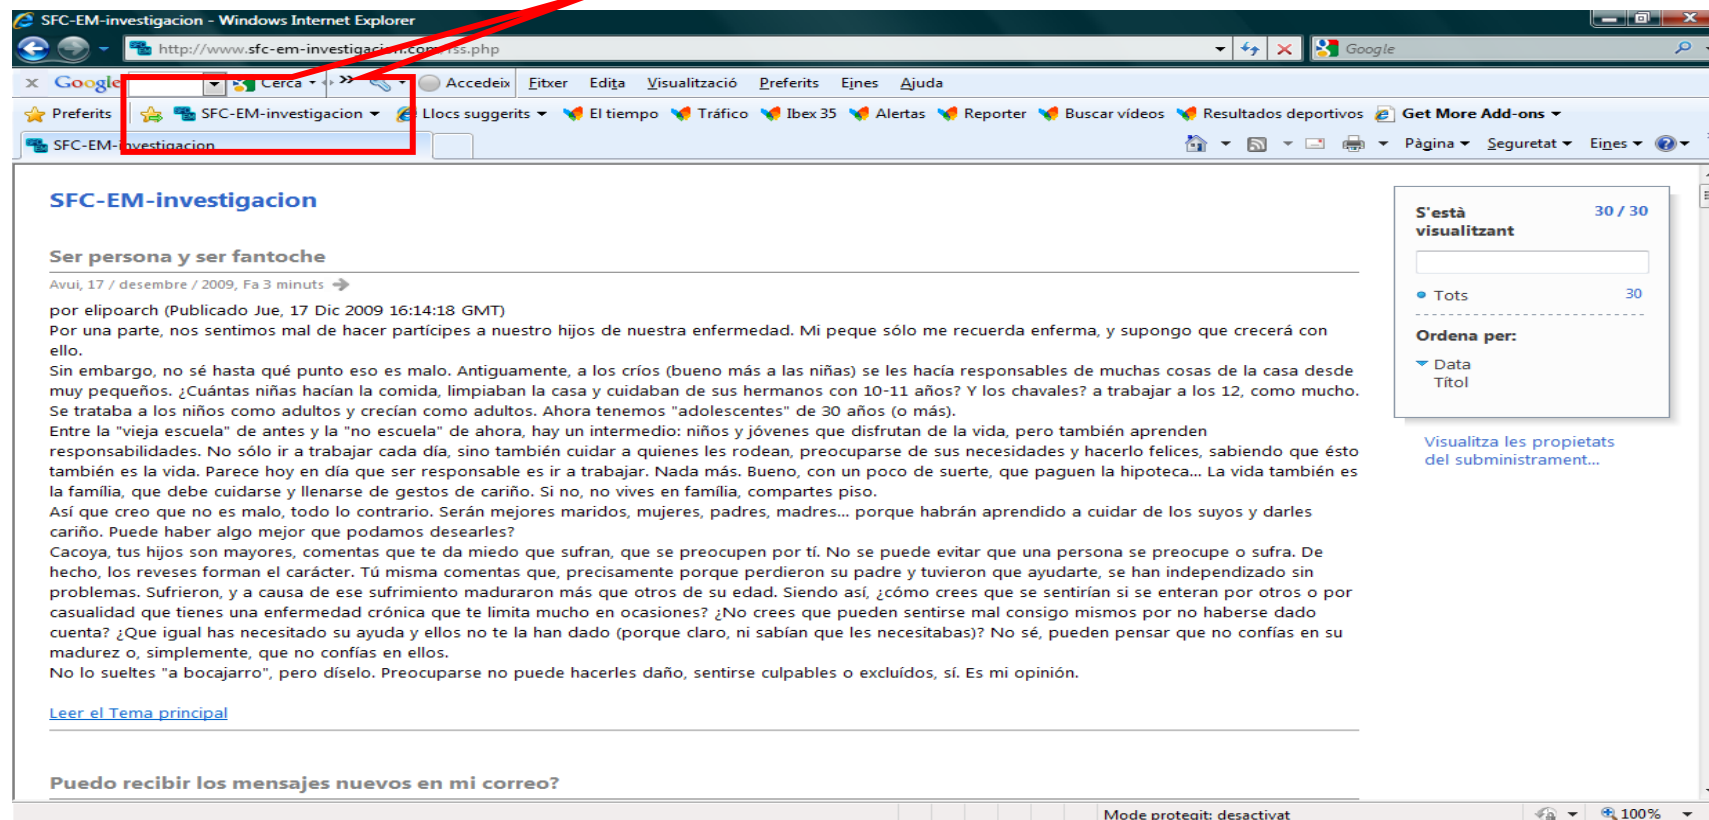 SFC-EM-investigacion - Windows Internet Explorer
http://www.sfc-em-investigacion.com/rss.php
Google
x Google Cerca » Accedeix Fitxer Edita Visualització Preferits Eines Ajuda
Preferits SFC-EM-investigacion Llocs suggerits El tiempo Tráfico Ibex 35 Alertas Reporter Buscar vídeos Resultados deportivos Get More Add-ons
SFC-EM-investigacion
Pàgina Seguretat Eines
SFC-EM-investigacion
Ser persona y ser fantoche
Avui, 17 / desembre / 2009, Fa 3 minuts
por elipoarch (Publicado Jue, 17 Dic 2009 16:14:18 GMT)
Por una parte, nos sentimos mal de hacer partícipes a nuestro hijos de nuestra enfermedad. Mi peque sólo me recuerda enferma, y supongo que crecerá con
ello.
Sin embargo, no sé hasta qué punto eso es malo. Antiguamente, a los críos (bueno más a las niñas) se les hacía responsables de muchas cosas de la casa desde
muy pequeños. ¿Cuántas niñas hacían la comida, limpiaban la casa y cuidaban de sus hermanos con 10-11 años? Y los chavales? a trabajar a los 12, como mucho.
Se trataba a los niños como adultos y crecían como adultos. Ahora tenemos "adolescentes" de 30 años (o más).
Entre la "vieja escuela" de antes y la "no escuela" de ahora, hay un intermedio: niños y jóvenes que disfrutan de la vida, pero también aprenden
responsabilidades. No sólo ir a trabajar cada día, sino también cuidar a quienes les rodean, preocuparse de sus necesidades y hacerlo felices, sabiendo que ésto
también es la vida. Parece hoy en día que ser responsable es ir a trabajar. Nada más. Bueno, con un poco de suerte, que paguen la hipoteca... La vida también es
la família, que debe cuidarse y llenarse de gestos de cariño. Si no, no vives en família, compartes piso.
Así que creo que no es malo, todo lo contrario. Serán mejores maridos, mujeres, padres, madres... porque habrán aprendido a cuidar de los suyos y darles
cariño. Puede haber algo mejor que podamos desearles?
Cacoya, tus hijos son mayores, comentas que te da miedo que sufran, que se preocupen por tí. No se puede evitar que una persona se preocupe o sufra. De
hecho, los reveses forman el carácter. Tú misma comentas que, precisamente porque perdieron su padre y tuvieron que ayudarte, se han independizado sin
problemas. Sufrieron, y a causa de ese sufrimiento maduraron más que otros de su edad. Siendo así, ¿cómo crees que se sentirían si se enteran por otros o por
casualidad que tienes una enfermedad crónica que te limita mucho en ocasiones? ¿No crees que pueden sentirse mal consigo mismos por no haberse dado
cuenta? ¿Que igual has necesitado su ayuda y ellos no te la han dado (porque claro, ni sabían que les necesitabas)? No sé, pueden pensar que no confías en su
madurez o, simplemente, que no confías en ellos.
No lo sueltes "a bocajarro", pero díselo. Preocuparse no puede hacerles daño, sentirse culpables o excluídos, sí. Es mi opinión.
Leer el Tema principal
Puedo recibir los mensajes nuevos en mi correo?
S'està
visualitzant
30 / 30
Tots 30
Ordena per:
Data
Títol
Visualitza les propietats
del subministrament...
Mode protegit: desactivat
100%